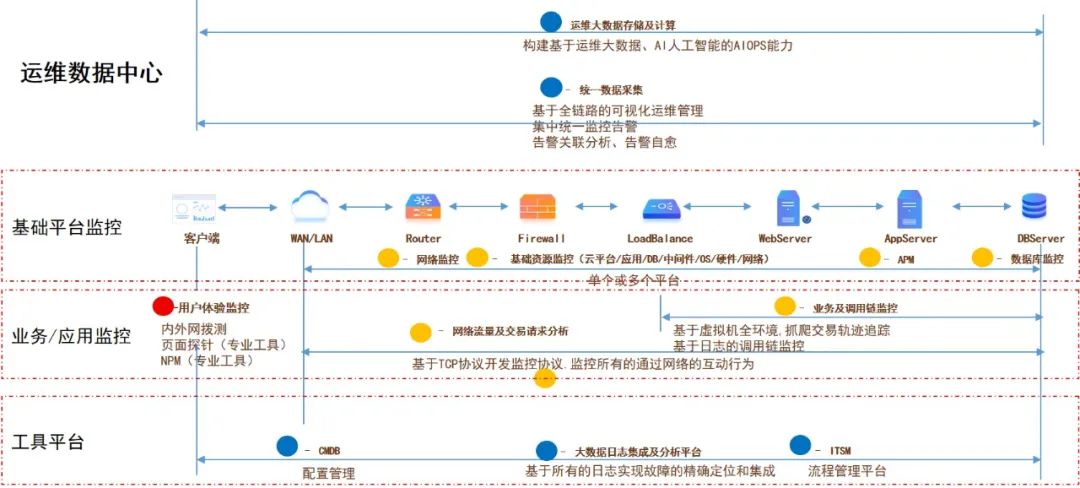 运维大数据存储及计算
构建基于运维大数据、AI人工智能的AIOPS能力
运维数据中心
- 统一数据采集
基于全链路的可视化运维管理
集中统一监控告警
告警关联分析、告警自愈
基础平台监控
客户端
WAN/LAN
Router
Firewall
LoadBalance
WebServer
AppServer
DBServer
- 网络监控
- 基础资源监控（云平台/应用/DB/中间件/OS/硬件/网络）
- APM
- 数据库监控
单个或多个平台
业务/应用监控
-用户体验监控
内外网拨测
页面探针（专业工具）
NPM（专业工具）
- 业务及调用链监控
基于虚拟机全环境,抓爬交易轨迹追踪
基于日志的调用链监控
- 网络流量及交易请求分析
基于TCP协议开发监控协议.监控所有的通过网络的互动行为
工具平台
- CMDB
配置管理
- 大数据日志集成及分析平台
基于所有的日志实现故障的精确定位和集成
- ITSM
流程管理平台